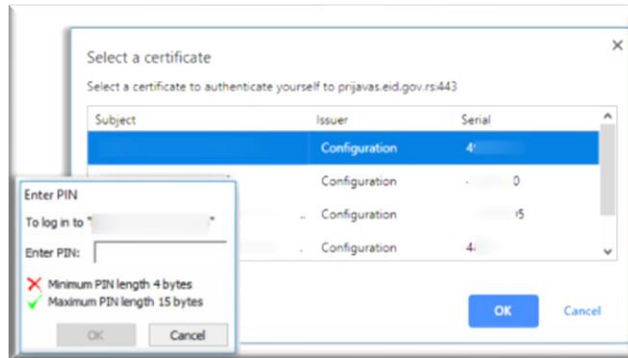 Select a certificate
Select a certificate to authenticate yourself to prijavas.eid.gov.rs:443
Subject Issuer Serial
Configuration
Configuration 0
.. Configuration
. Configuration
OK Cancel
Enter PIN
To log in to " "
Enter PIN:
Minimum PIN length 4 bytes
Maximum PIN length 15 bytes
OK Cancel